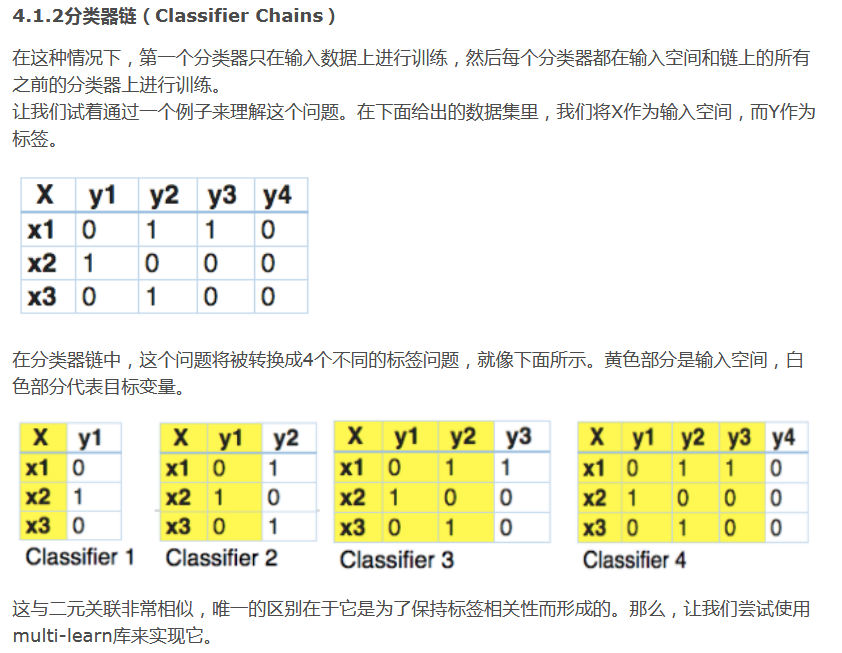 4.1.2分类器链（Classifier Chains）
在这种情况下，第一个分类器只在输入数据上进行训练，然后每个分类器都在输入空间和链上的所有
之前的分类器上进行训练。
让我们试着通过一个例子来理解这个问题。在下面给出的数据集里，我们将X作为输入空间，而Y作为
标签。
X y1 y2 y3 y4
x1 0 1 1 0
x2 1 0 0 0
x3 0 1 0 0
在分类器链中，这个问题将被转换成4个不同的标签问题，就像下面所示。黄色部分是输入空间，白
色部分代表目标变量。
X y1
x1 0
x2 1
x3 0
Classifier 1
X y1 y2
x1 0 1
x2 1 0
x3 0 1
Classifier 2
X y1 y2 y3
x1 0 1 1
x2 1 0 0
x3 0 1 0
Classifier 3
X y1 y2 y3 y4
x1 0 1 1 0
x2 1 0 0 0
x3 0 1 0 0
Classifier 4
这与二元关联非常相似，唯一的区别在于它是为了保持标签相关性而形成的。那么，让我们尝试使用
multi-learn库来实现它。